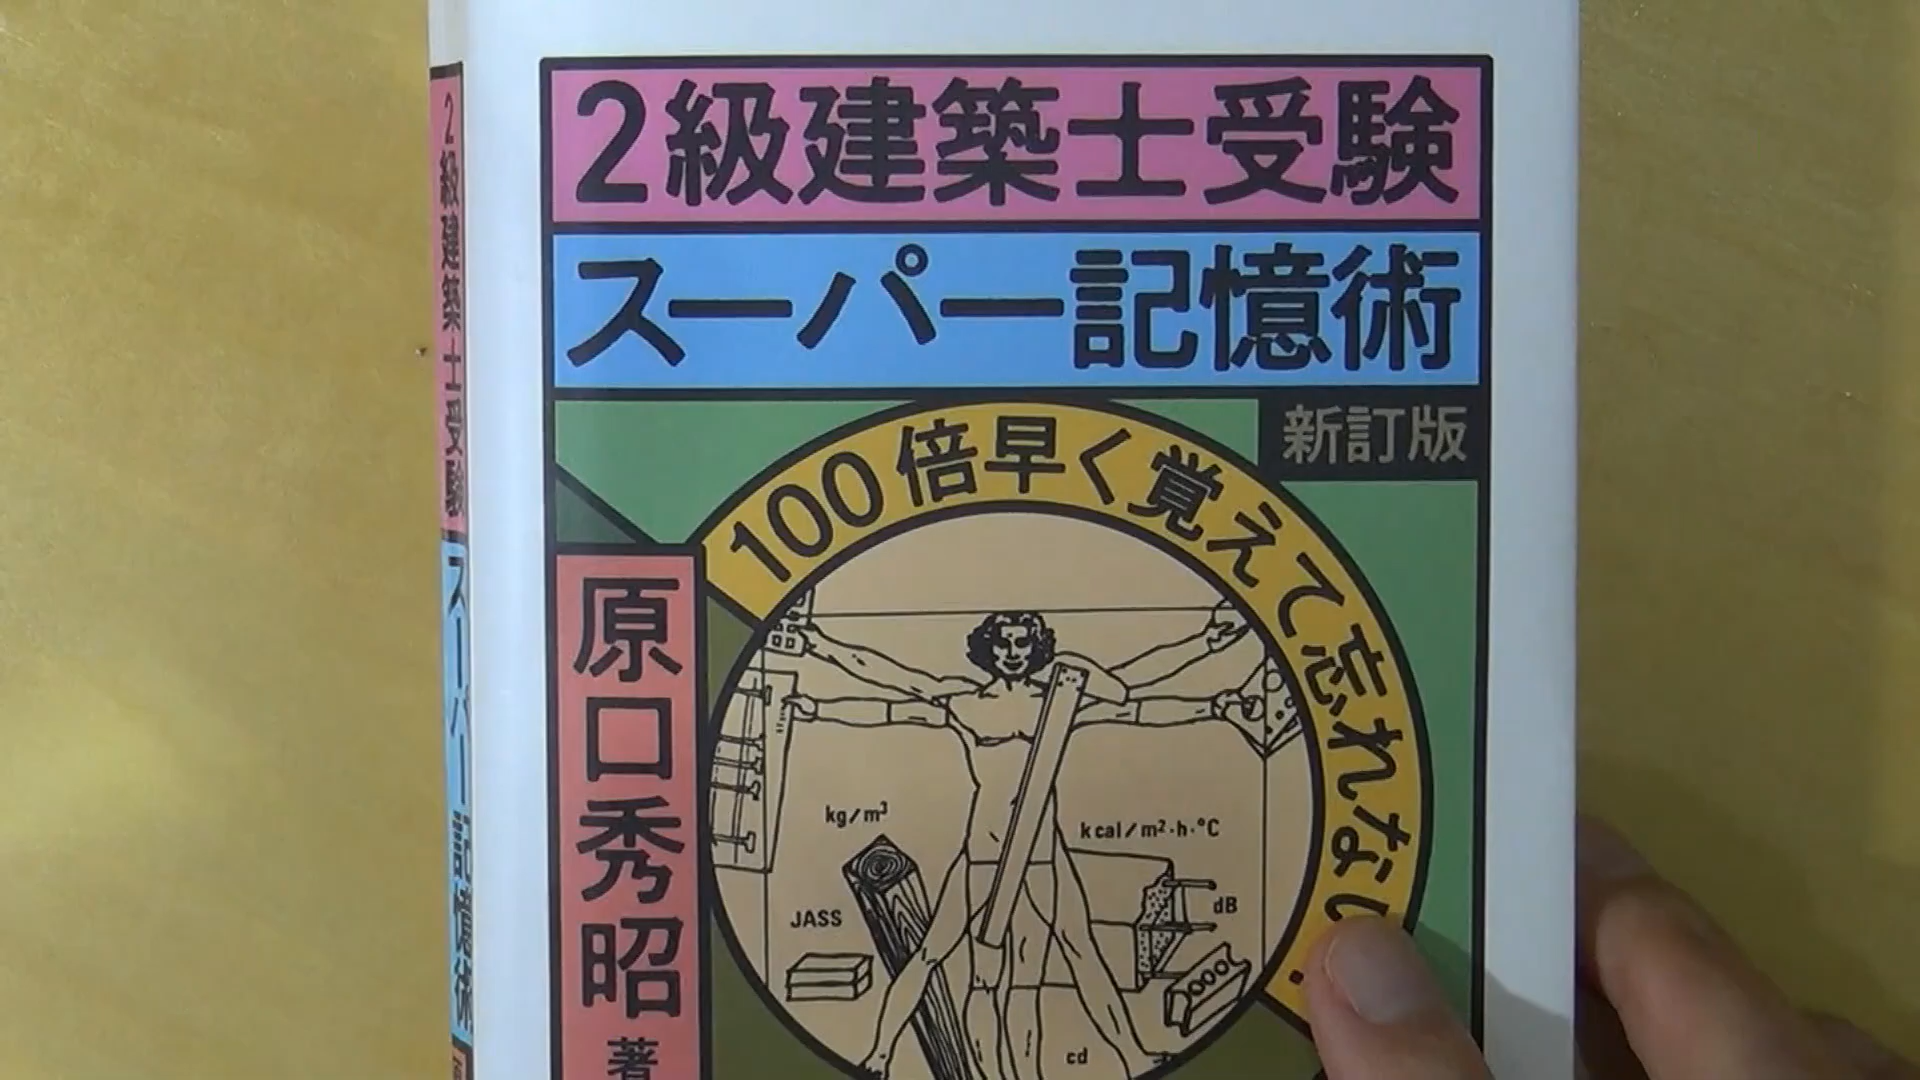 2級建築士受験
スーパー記憶術
新訂版
100倍早く覚えて忘れない!
原口秀昭 著
kg/m³
kcal/m²·h·°C
JASS
dB
cd
2級建築士受験 スーパー記憶術